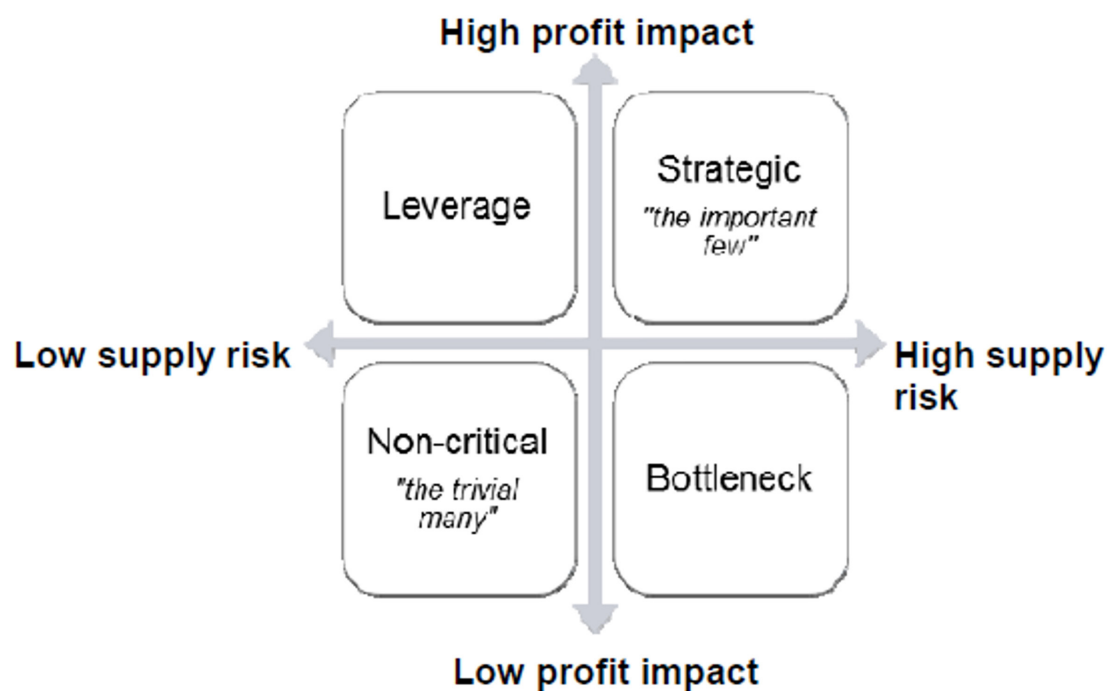 High profit impact
Leverage
Strategic
"the important
few"
Low supply risk
High supply
risk
Non-critical
"the trivial
many"
Bottleneck
Low profit impact